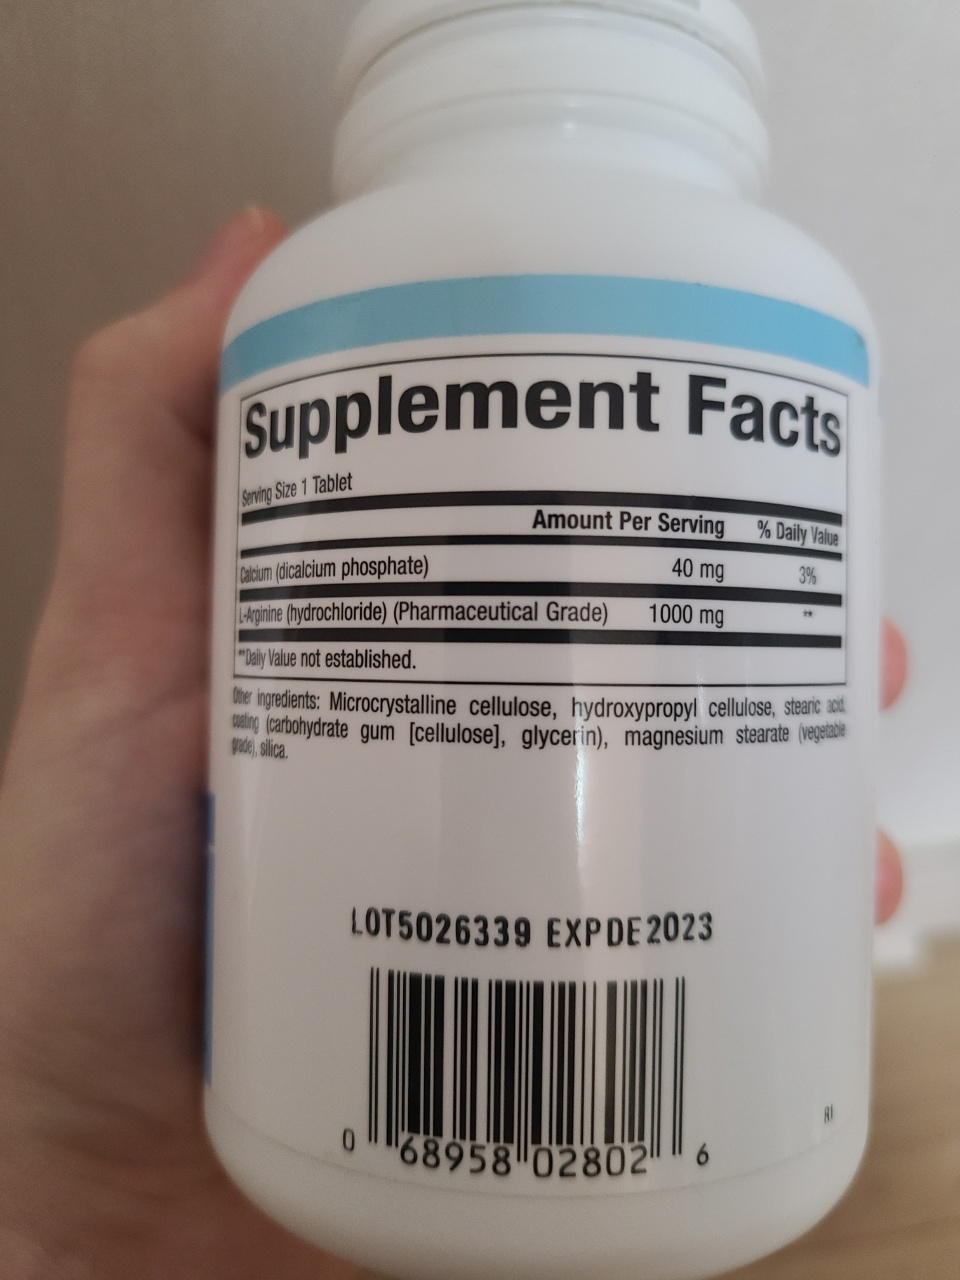 Supplement Facts
Serving Size 1 Tablet
Amount Per Serving % Daily Value
Calcium (dicalcium phosphate) 40 mg 3%
L-Arginine (hydrochloride) (Pharmaceutical Grade) 1000 mg **
**Daily Value not established.
Other ingredients: Microcrystalline cellulose, hydroxypropyl cellulose, stearic acid,
coating (carbohydrate gum [cellulose], glycerin), magnesium stearate (vegetable
grade), silica.
LOT5026339 EXPDE2023
R1
0 68958 02802 6